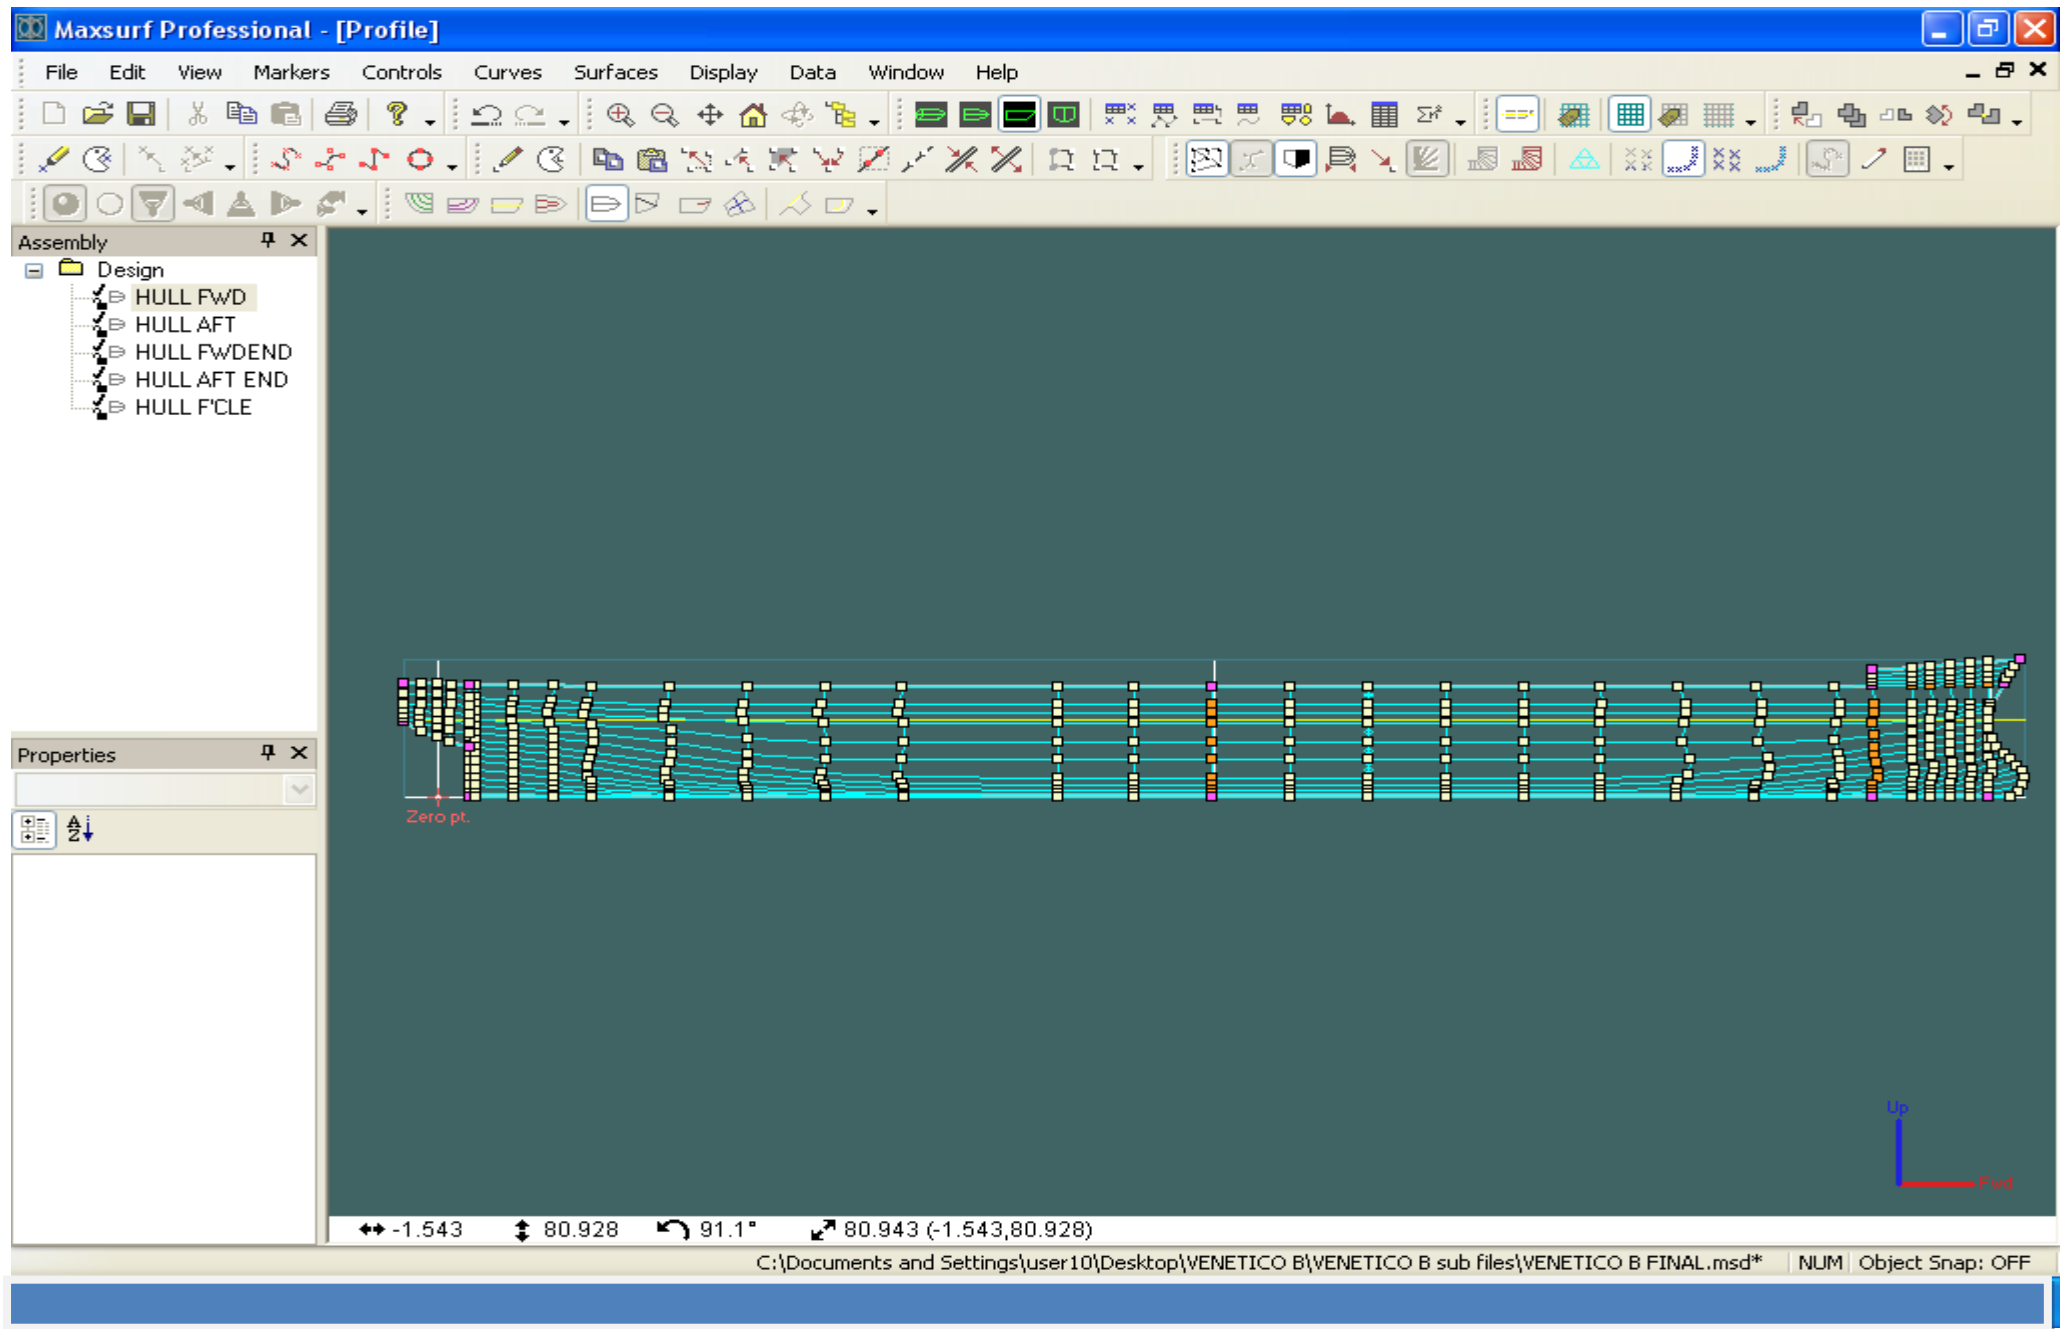 Maxsurf Professional - [Profile]
File Edit View Markers Controls Curves Surfaces Display Data Window Help
Assembly
Design
HULL FWD
HULL AFT
HULL FWDEND
HULL AFT END
HULL F'CLE
Properties
Zero pt.
Up
Fwd
-1.543 80.928 91.1° 80.943 (-1.543,80.928)
C:\Documents and Settings\user10\Desktop\VENETICO B\VENETICO B sub files\VENETICO B FINAL.msd* NUM Object Snap: OFF